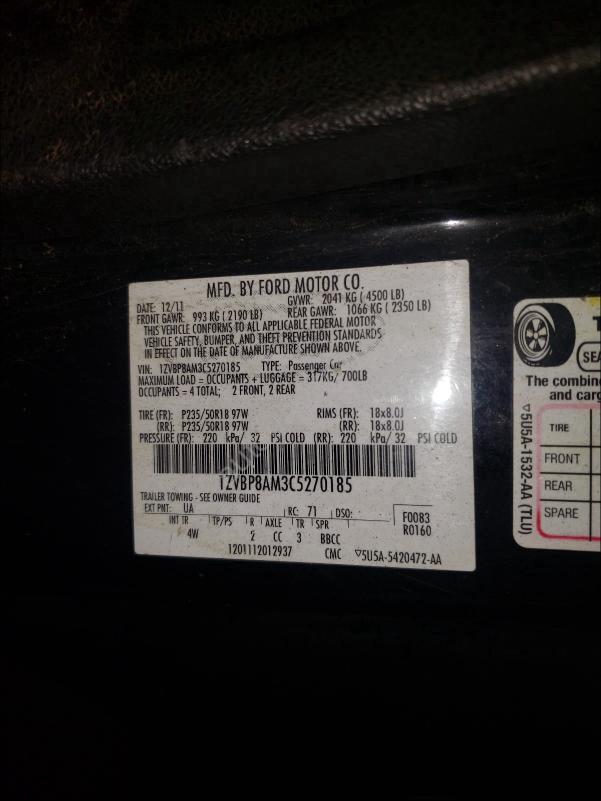 MFD. BY FORD MOTOR CO.
DATE: 12/11 GVWR: 2041 KG ( 4500 LB)
FRONT GAWR: 993 KG ( 2190 LB) REAR GAWR: 1066 KG ( 2350 LB)
THIS VEHICLE CONFORMS TO ALL APPLICABLE FEDERAL MOTOR
VEHICLE SAFETY, BUMPER, AND THEFT PREVENTION STANDARDS
IN EFFECT ON THE DATE OF MANUFACTURE SHOWN ABOVE.
VIN: 1ZVBP8AM3C5270185 TYPE: Passenger Car
MAXIMUM LOAD = OCCUPANTS + LUGGAGE = 317KG/ 700LB
OCCUPANTS = 4 TOTAL; 2 FRONT, 2 REAR
TIRE (FR): P235/50R18 97W RIMS (FR): 18x8.0J
(RR): P235/50R18 97W (RR): 18x8.0J
PRESSURE (FR): 220 kPa/ 32 PSI COLD (RR): 220 kPa/ 32 PSI COLD
1ZVBP8AM3C5270185
TRAILER TOWING - SEE OWNER GUIDE
EXT PNT: UA RC: 71 DSO: F0083
INT TR TP/PS R AXLE TR SPR R0160
4W 2 CC 3 BBCC
1201112012937 CMC ▽5U5A-5420472-AA
The combin
and carg
TIRE
FRONT
REAR
SPARE
▽5U5A-1532-AA (TLU)